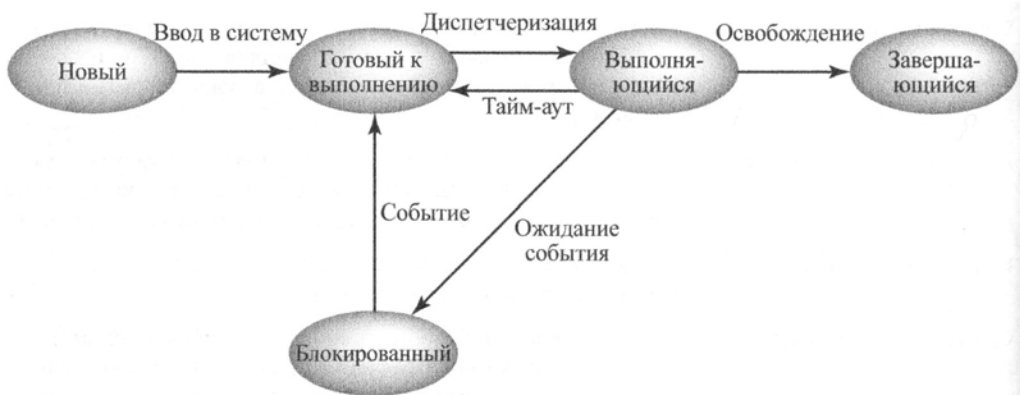 Диспетчеризация
Ввод в систему
Освобождение
Новый
Готовый к
выполнению
Выполня-
ющийся
Заверша-
ющийся
Тайм-аут
Событие
Ожидание
события
Блокированный